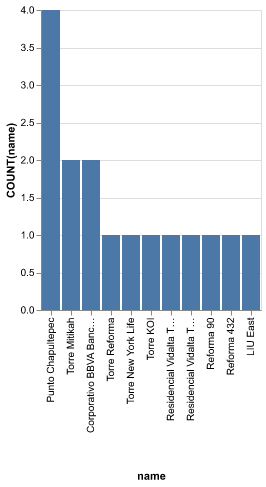 4.0
3.5
3.0
2.5
2.0
1.5
1.0
0.5
0.0
COUNT(name)
Punto Chapultepec
Torre Mitikah
Corporativo BBVA Banc…
Torre Reforma
Torre New York Life
Torre KOI
Residencial Vidalta T…
Residencial Vidalta T…
Reforma 90
Reforma 432
LIU East
name